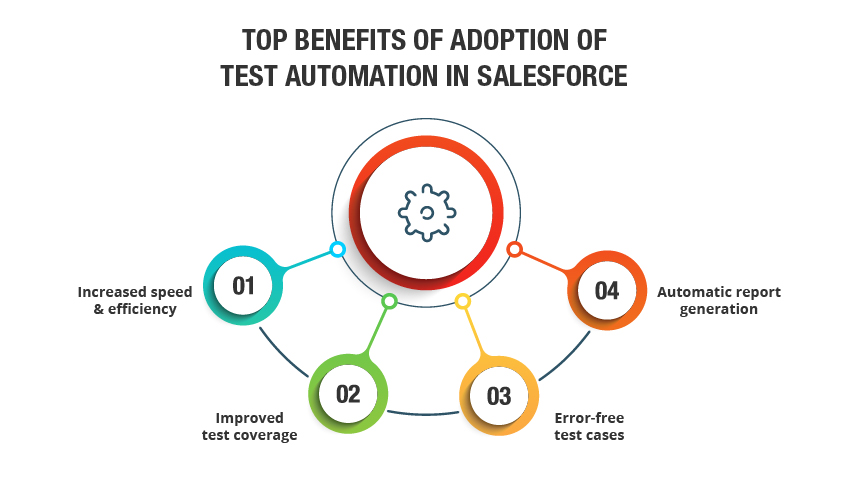 TOP BENEFITS OF ADOPTION OF
TEST AUTOMATION IN SALESFORCE
01
Increased speed
& efficiency
02
Improved
test coverage
03
Error-free
test cases
04
Automatic report
generation